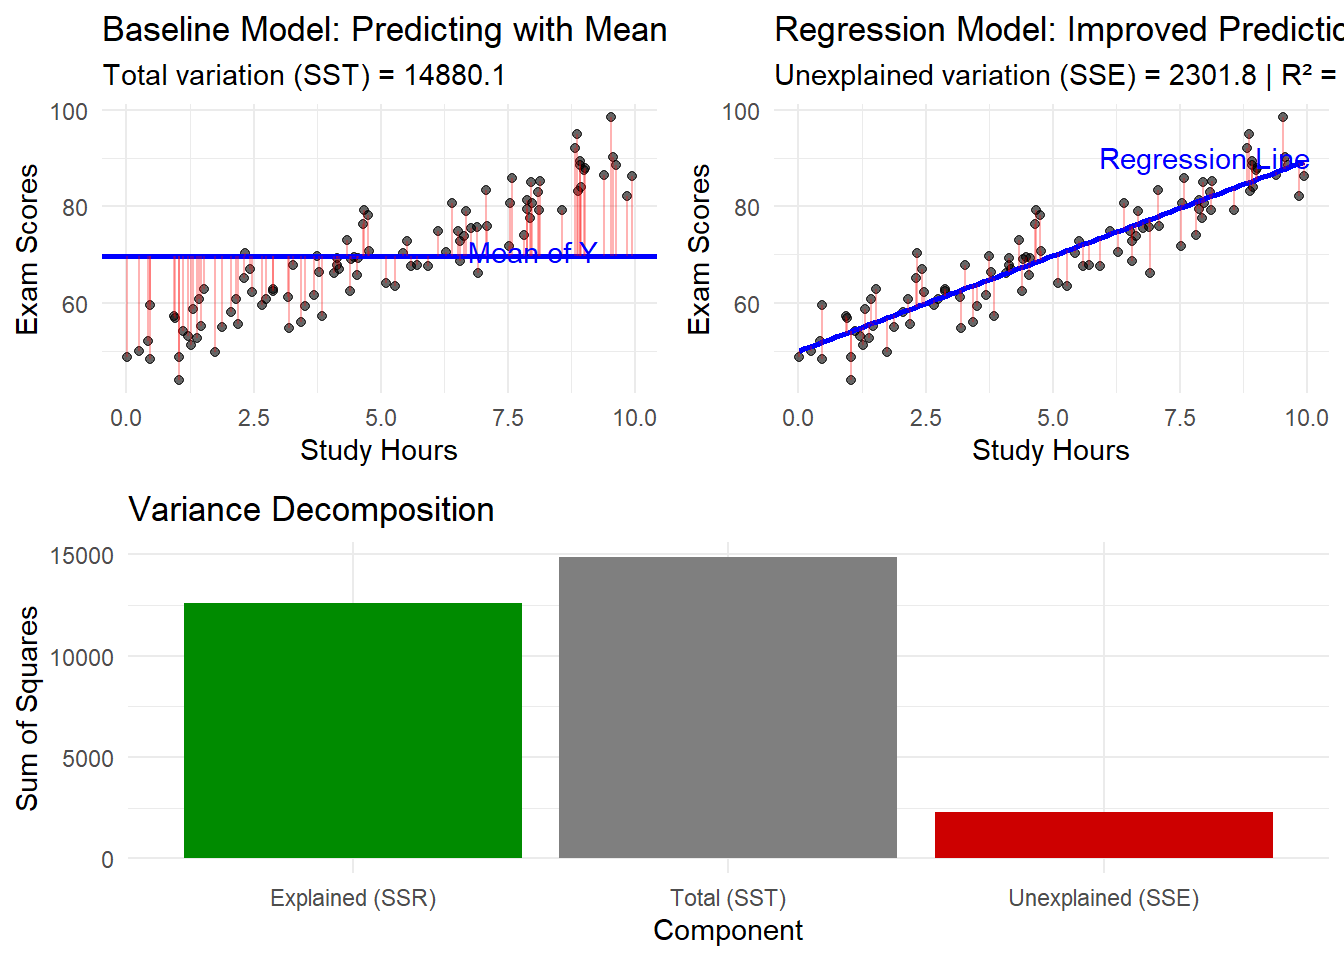 Baseline Model: Predicting with Mean
Total variation (SST) = 14880.1
100
80
60
Exam Scores
Mean of Y
0.0 2.5 5.0 7.5 10.0
Study Hours
Regression Model: Improved Predictio
Unexplained variation (SSE) = 2301.8 | R² =
100
80
60
Exam Scores
Regression Line
0.0 2.5 5.0 7.5 10.0
Study Hours
Variance Decomposition
15000
10000
5000
0
Sum of Squares
Explained (SSR) Total (SST) Unexplained (SSE)
Component